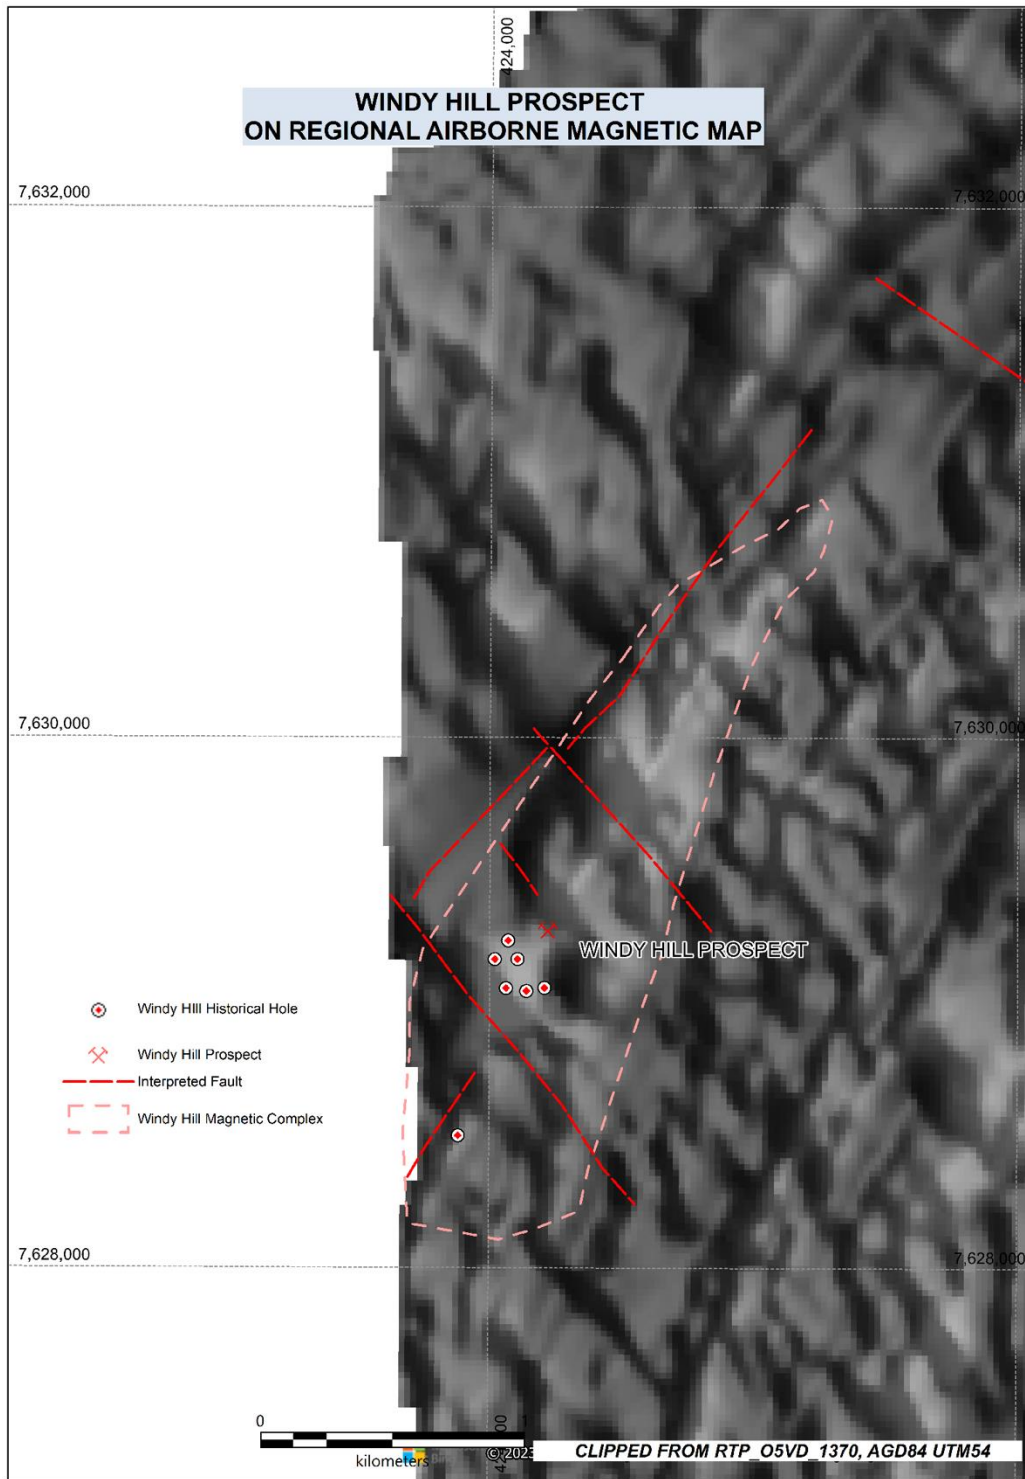 424,000
WINDY HILL PROSPECT
ON REGIONAL AIRBORNE MAGNETIC MAP
7,632,000
7,632,000
7,630,000
7,630,000
WINDY HILL PROSPECT
Windy Hill Historical Hole
Windy Hill Prospect
Interpreted Fault
Windy Hill Magnetic Complex
7,628,000
7,628,000
0
1
kilometers
© 2023
CLIPPED FROM RTP_O5VD_1370, AGD84 UTM54